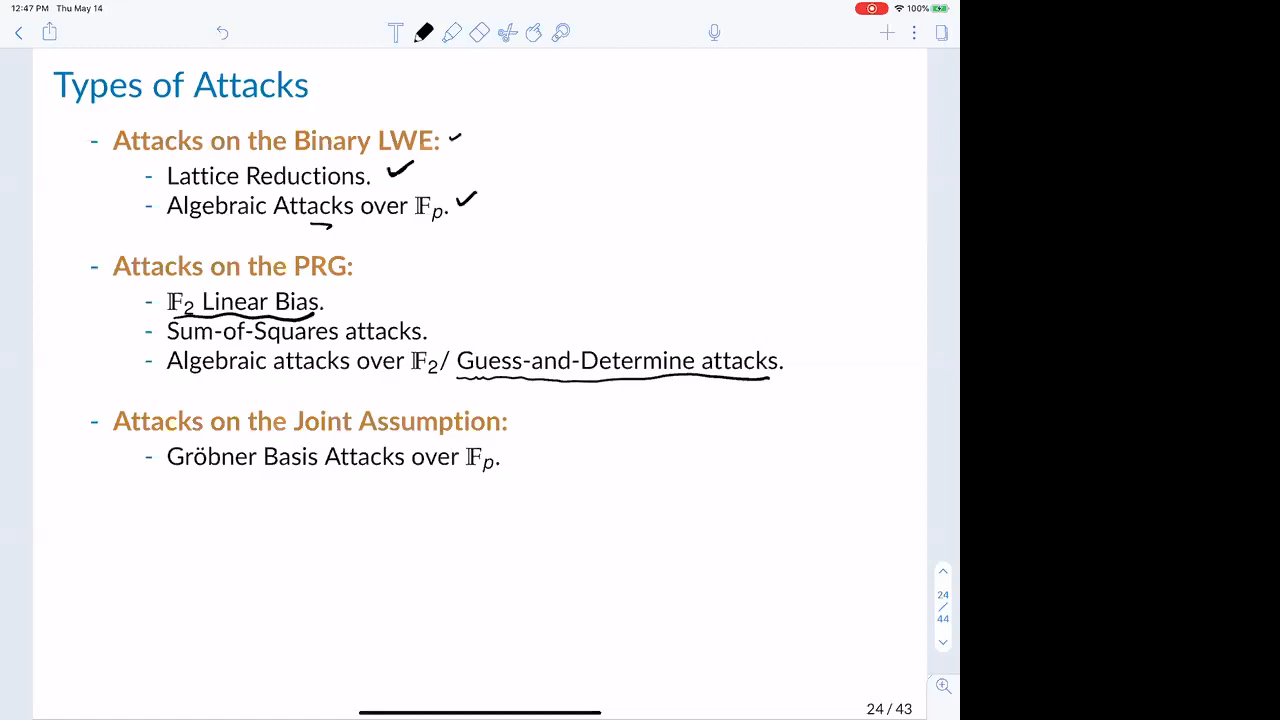 12:47 PM Thu May 14
100%
Types of Attacks
- Attacks on the Binary LWE:
- Lattice Reductions.
- Algebraic Attacks over 𝔽p.
- Attacks on the PRG:
- 𝔽2 Linear Bias.
- Sum-of-Squares attacks.
- Algebraic attacks over 𝔽2/ Guess-and-Determine attacks.
- Attacks on the Joint Assumption:
- Gröbner Basis Attacks over 𝔽p.
24
/
44
24 / 43